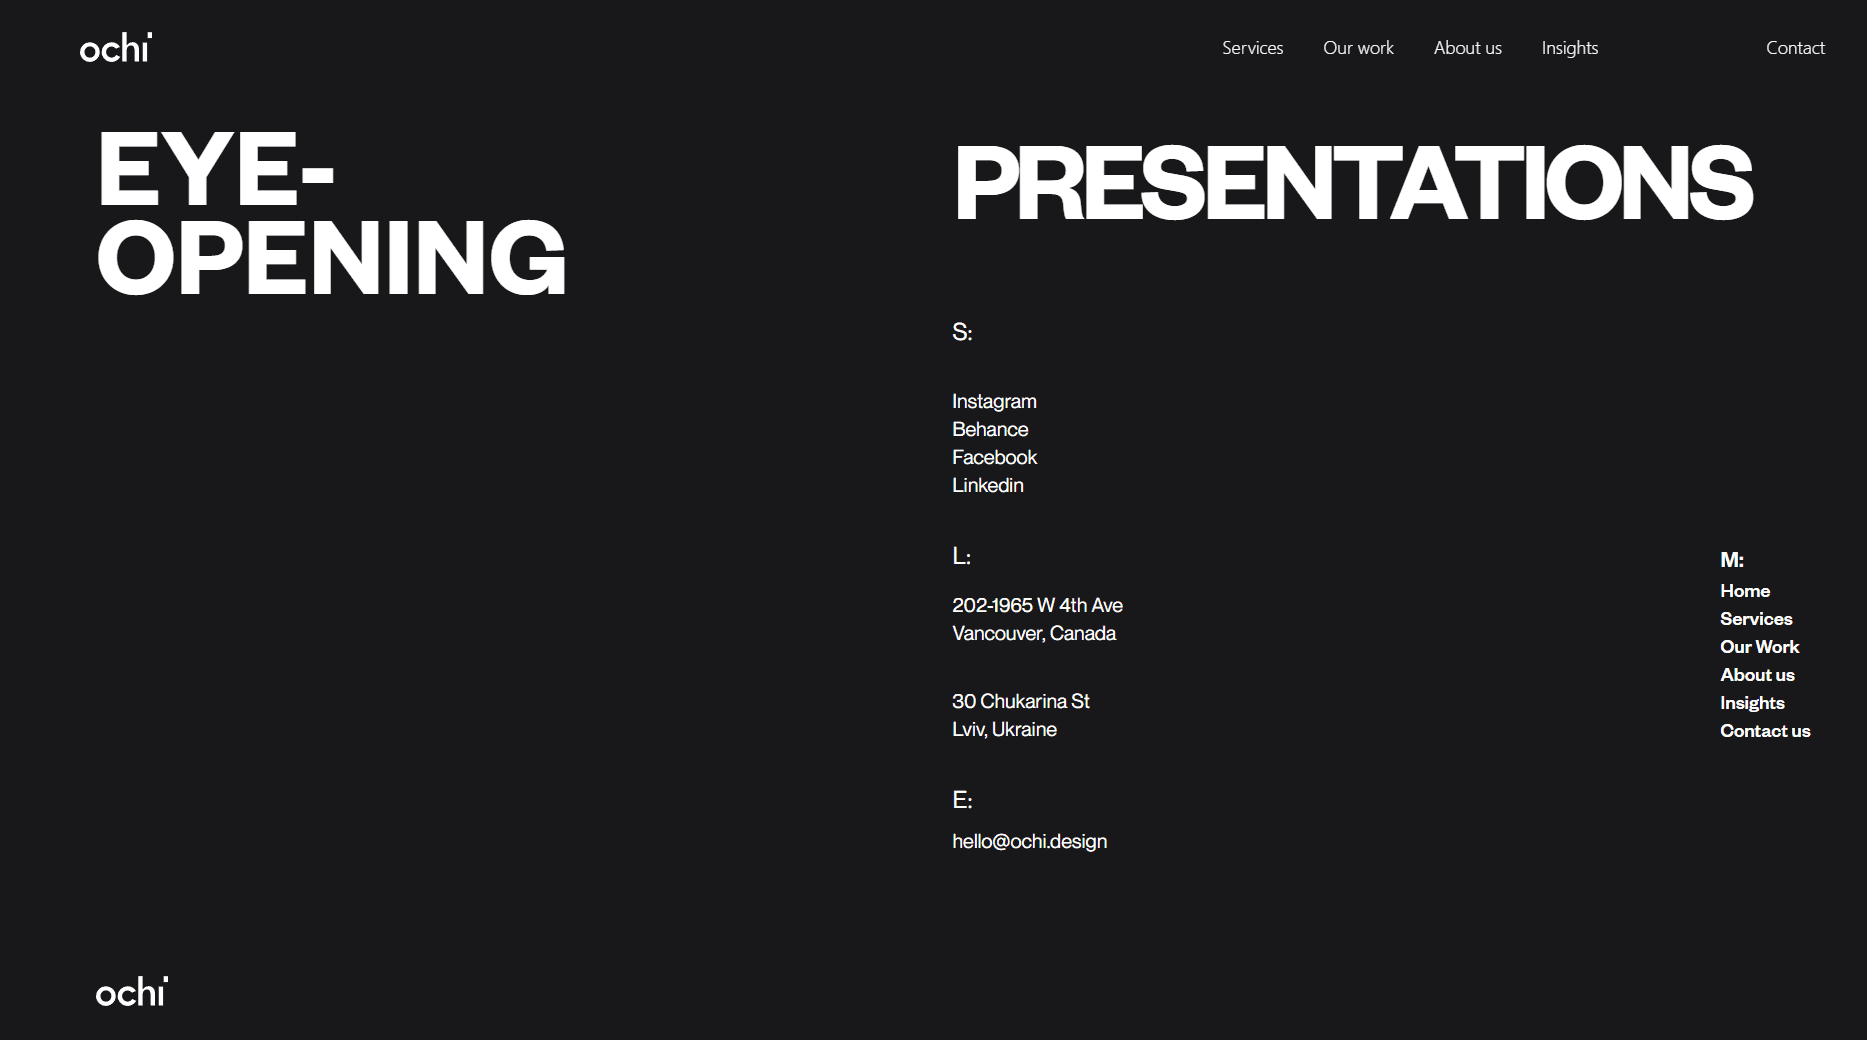 ochi
Services
Our work
About us
Insights
Contact
EYE-
OPENING
PRESENTATIONS
S:
Instagram
Behance
Facebook
Linkedin
L:
202-1965 W 4th Ave
Vancouver, Canada
30 Chukarina St
Lviv, Ukraine
E:
hello@ochi.design
M:
Home
Services
Our Work
About us
Insights
Contact us
ochi